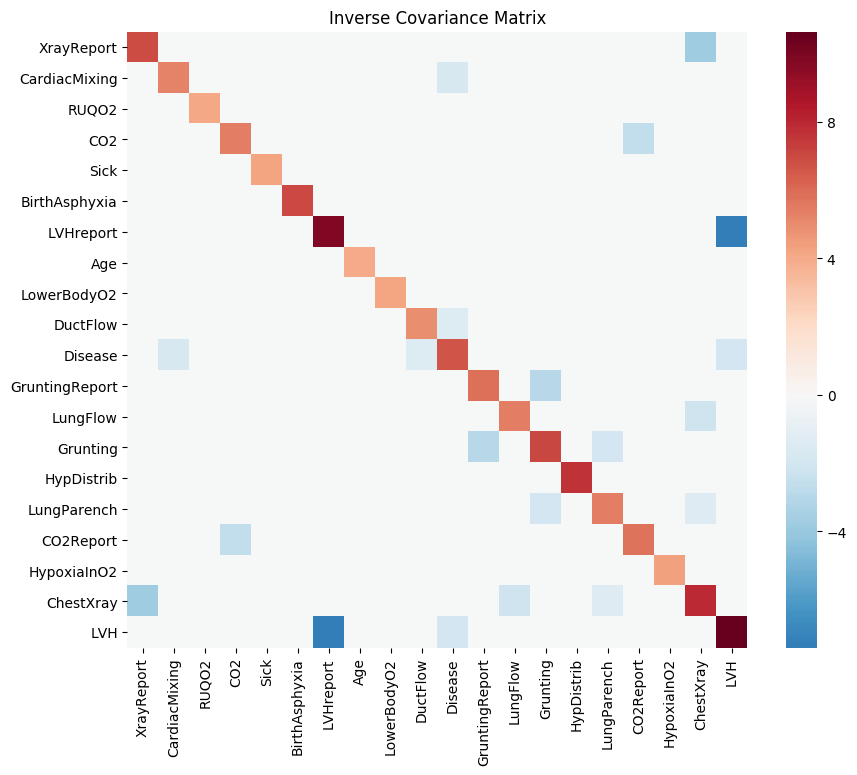 Inverse Covariance Matrix
XrayReport
CardiacMixing
RUQO2
CO2
Sick
BirthAsphyxia
LVHreport
Age
LowerBodyO2
DuctFlow
Disease
GruntingReport
LungFlow
Grunting
HypDistrib
LungParench
CO2Report
HypoxiaInO2
ChestXray
LVH
XrayReport
CardiacMixing
RUQO2
CO2
Sick
BirthAsphyxia
LVHreport
Age
LowerBodyO2
DuctFlow
Disease
GruntingReport
LungFlow
Grunting
HypDistrib
LungParench
CO2Report
HypoxiaInO2
ChestXray
LVH
8
4
0
−4